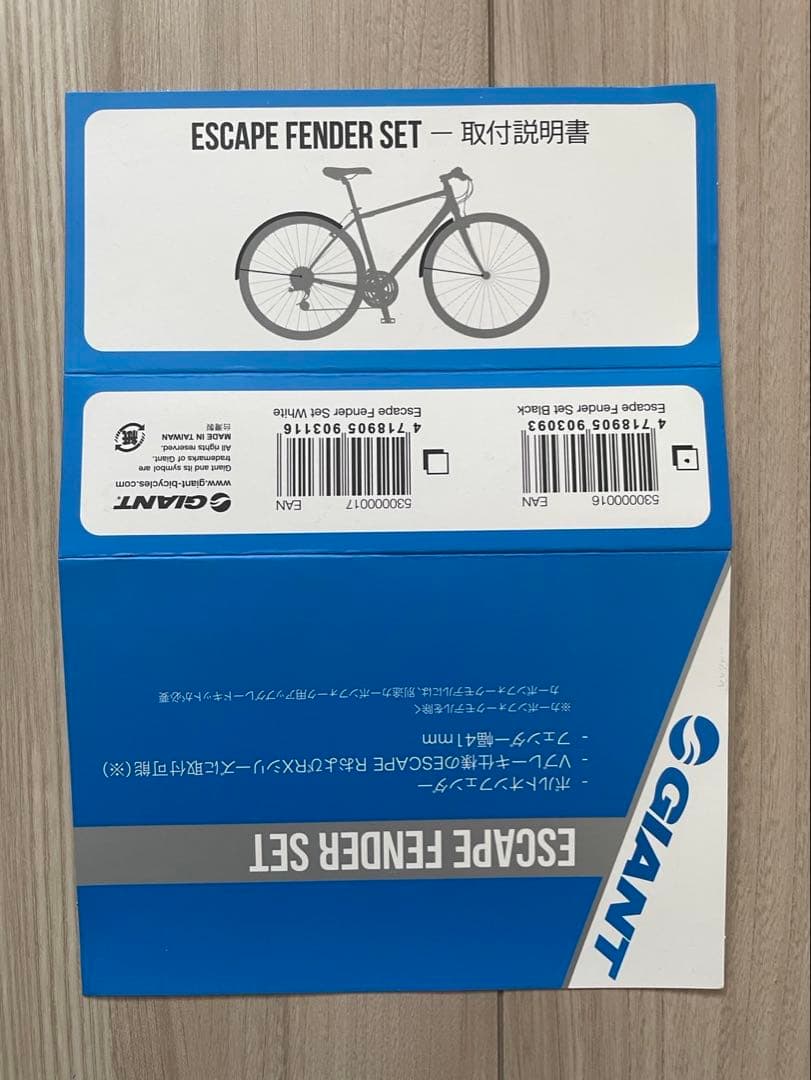 ESCAPE FENDER SET — 取付説明書
530000016
EAN
4 718905 903093
Escape Fender Set Black
530000017
EAN
4 718905 903116
Escape Fender Set White
GIANT
www.giant-bicycles.com
Giant and its symbol are
trademarks of Giant.
All rights reserved.
MADE IN TAIWAN
台灣製
紙
GIANT
ESCAPE FENDER SET
- ボルトオンフェンダー
- Vブレーキ仕様のESCAPE RおよびRXシリーズに取付可能(※)
- フェンダー幅41mm
※カーボンフォークモデルを除く
カーボンフォークモデルには、別途カーボンフォーク用アップグレードキットが必要